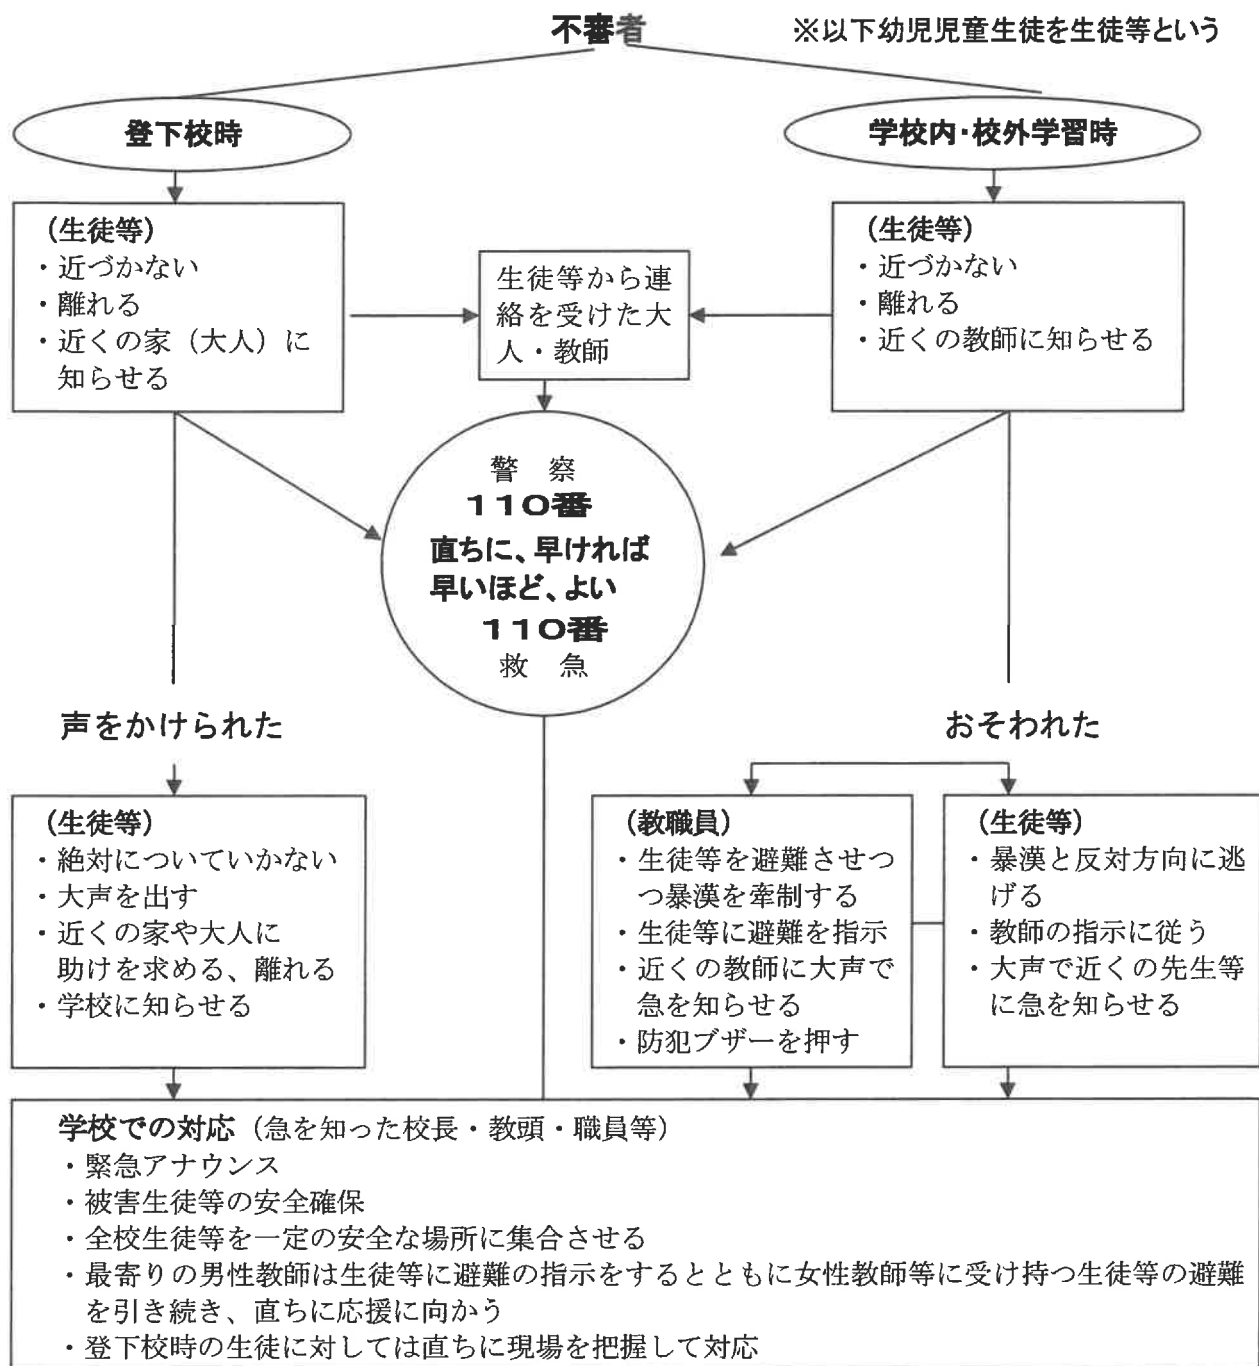 不審者
※以下幼児児童生徒を生徒等という
登下校時
学校内・校外学習時
(生徒等)
・近づかない
・離れる
・近くの家（大人）に
知らせる
生徒等から連
絡を受けた大
人・教師
(生徒等)
・近づかない
・離れる
・近くの教師に知らせる
警　察
110番
直ちに、早ければ
早いほど、よい
110番
救　急
声をかけられた
おそわれた
(生徒等)
・絶対についていかない
・大声を出す
・近くの家や大人に
助けを求める、離れる
・学校に知らせる
(教職員)
・生徒等を避難させつ
つ暴漢を牽制する
・生徒等に避難を指示
・近くの教師に大声で
急を知らせる
・防犯ブザーを押す
(生徒等)
・暴漢と反対方向に逃
げる
・教師の指示に従う
・大声で近くの先生等
に急を知らせる
学校での対応（急を知った校長・教頭・職員等）
・緊急アナウンス
・被害生徒等の安全確保
・全校生徒等を一定の安全な場所に集合させる
・最寄りの男性教師は生徒等に避難の指示をするとともに女性教師等に受け持つ生徒等の避難
を引き続き、直ちに応援に向かう
・登下校時の生徒に対しては直ちに現場を把握して対応